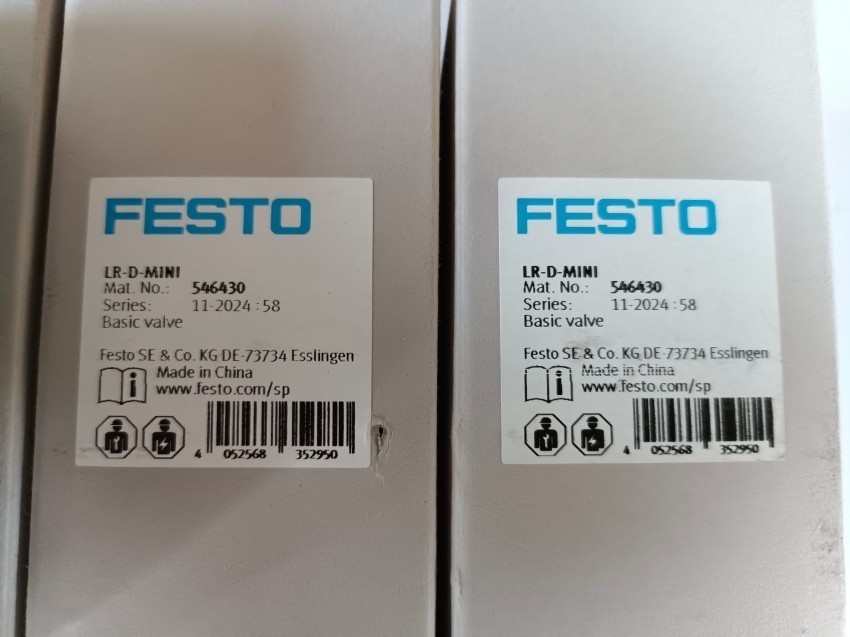 FESTO
LR-D-MINI
Mat. No.: 546430
Series: 11-2024 : 58
Basic valve
Festo SE & Co. KG DE-73734 Esslingen
Made in China
www.festo.com/sp
4 052568 352950
FESTO
LR-D-MINI
Mat. No.: 546430
Series: 11-2024 : 58
Basic valve
Festo SE & Co. KG DE-73734 Esslingen
Made in China
www.festo.com/sp
4 052568 352950